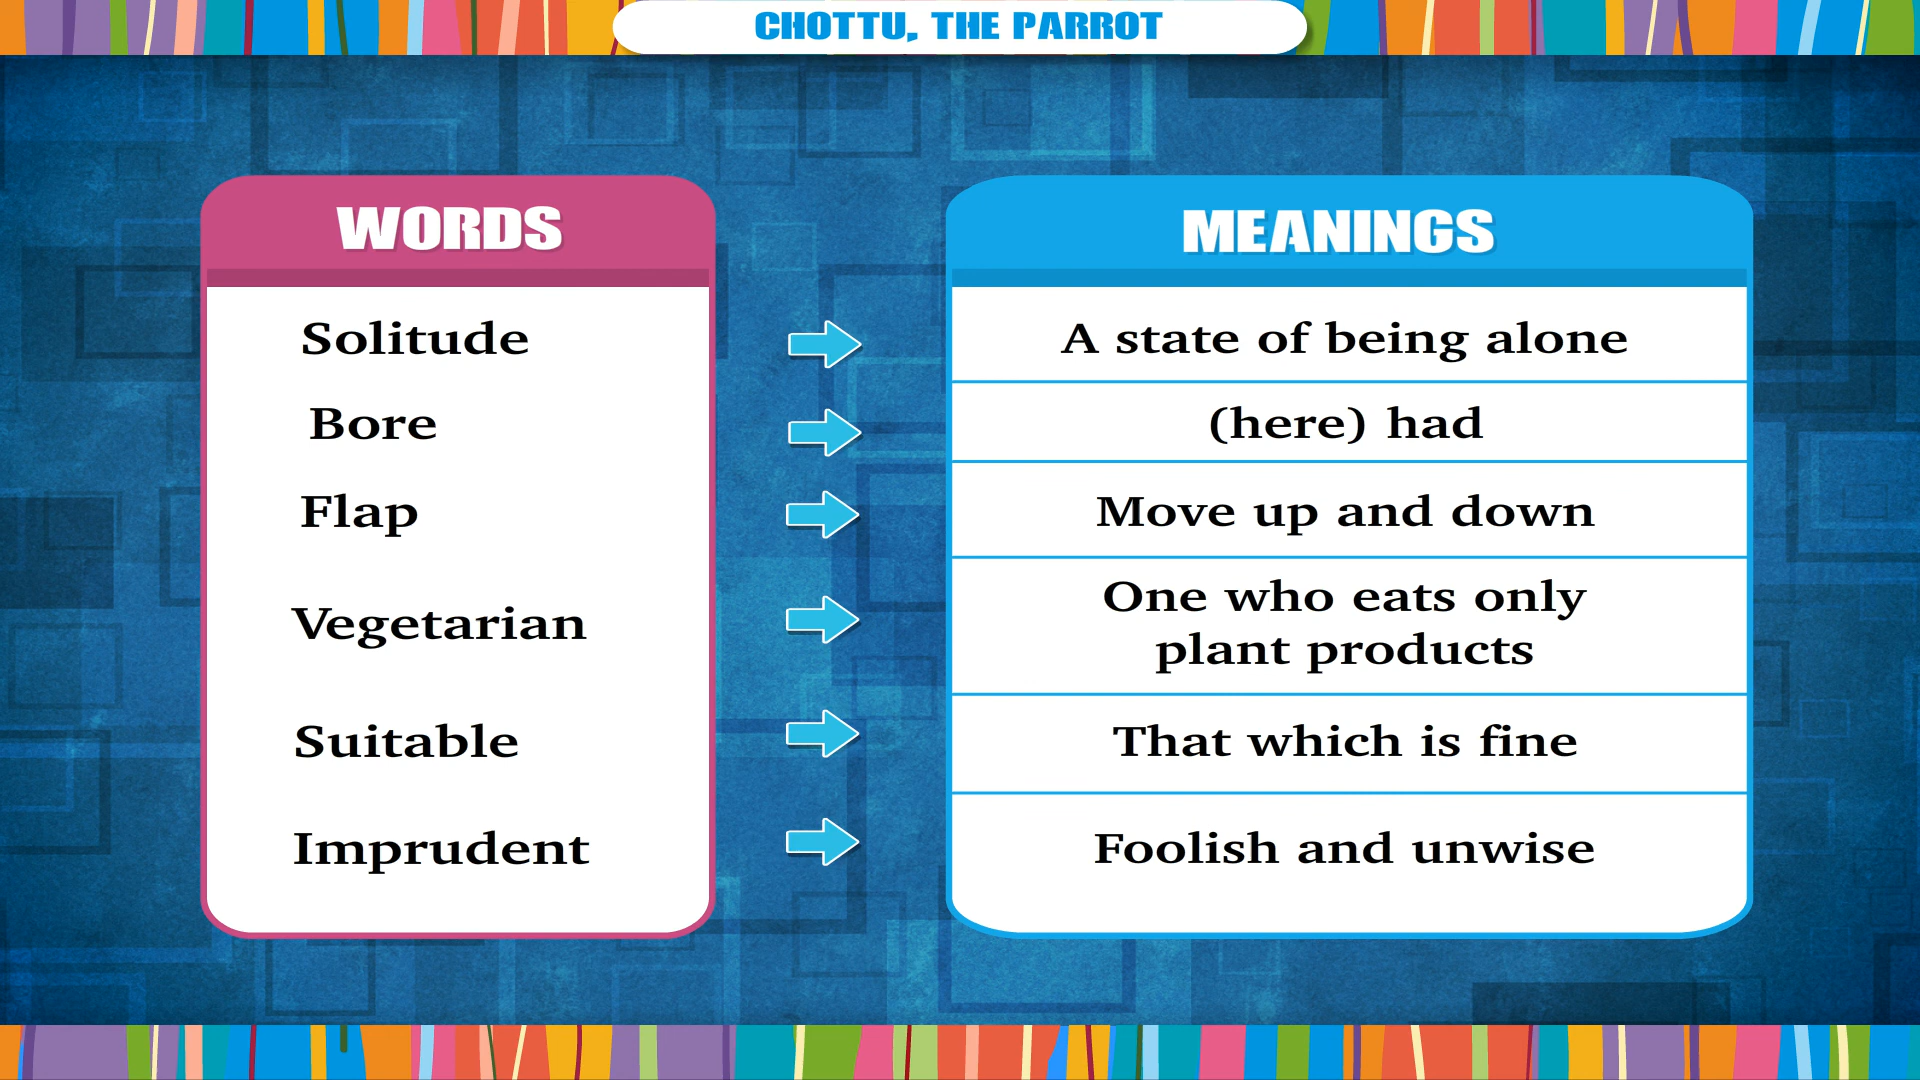 CHOTTU, THE PARROT
WORDS
MEANINGS
Solitude
A state of being alone
Bore
(here) had
Flap
Move up and down
Vegetarian
One who eats only
plant products
Suitable
That which is fine
Imprudent
Foolish and unwise